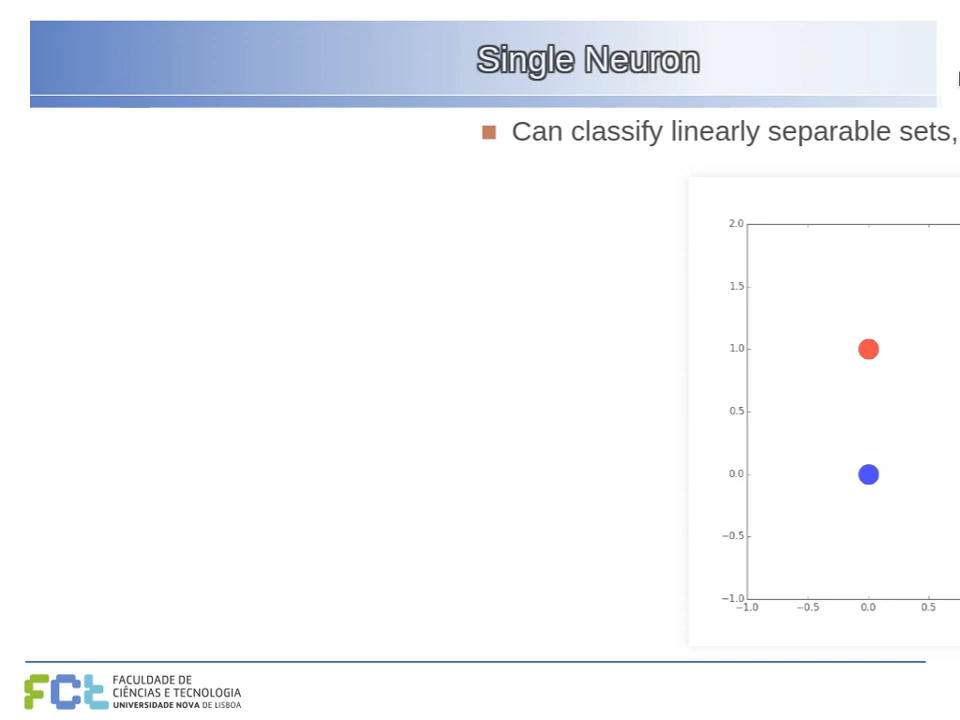 Single Neuron
Can classify linearly separable sets,
2.0
1.5
1.0
0.5
0.0
−0.5
−1.0
−1.0 −0.5 0.0 0.5
FCt FACULDADE DE
CIÊNCIAS E TECNOLOGIA
UNIVERSIDADE NOVA DE LISBOA